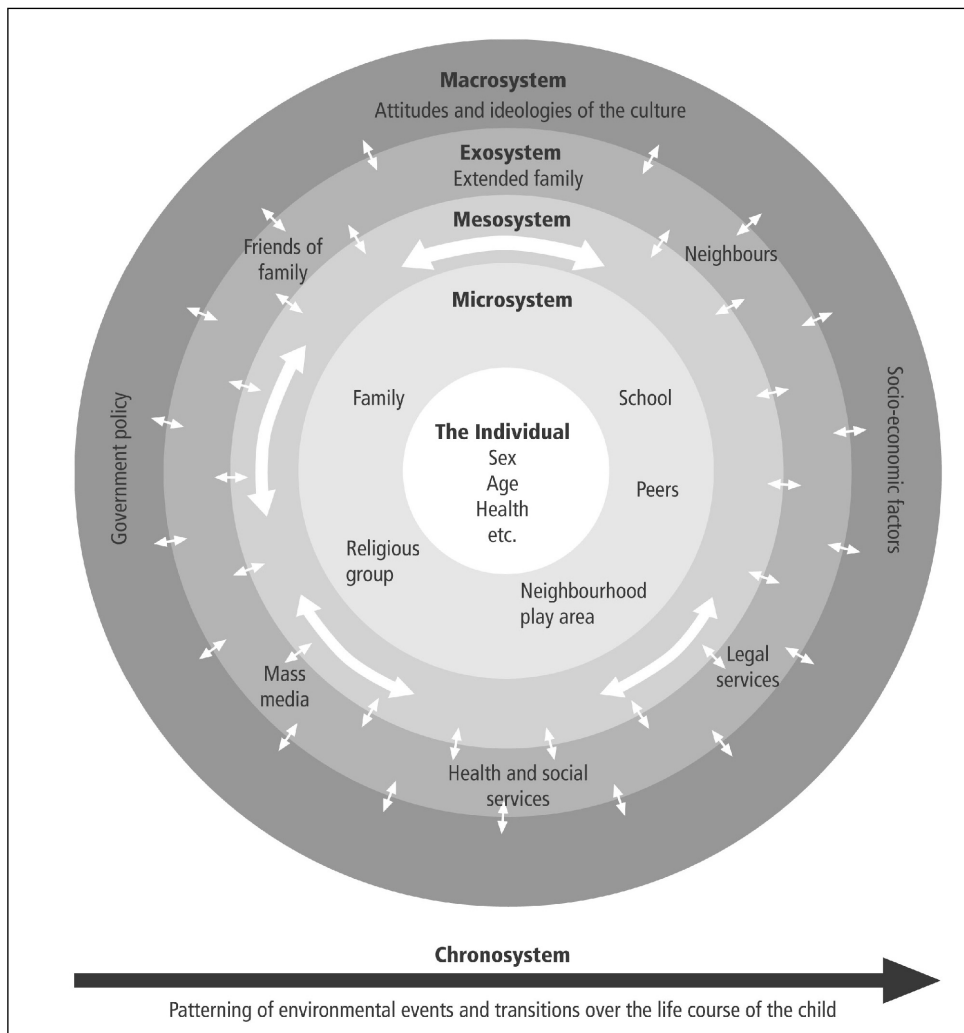 Macrosystem
Attitudes and ideologies of the culture
Exosystem
Extended family
Mesosystem
Friends of
family
Neighbours
Microsystem
Family
School
The Individual
Sex
Age
Health
etc.
Peers
Government policy
Socio-economic factors
Religious
group
Neighbourhood
play area
Mass
media
Legal
services
Health and social
services
Chronosystem
Patterning of environmental events and transitions over the life course of the child